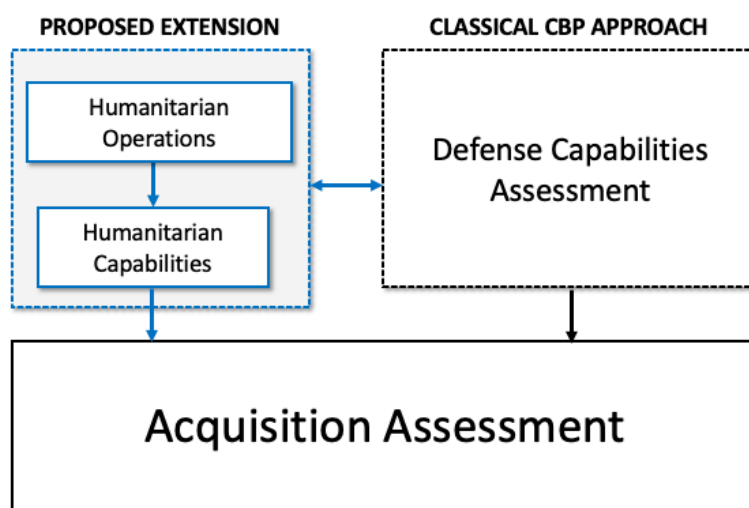 PROPOSED EXTENSION
Humanitarian
Operations
Humanitarian
Capabilities
CLASSICAL CBP APPROACH
Defense Capabilities
Assessment
Acquisition Assessment